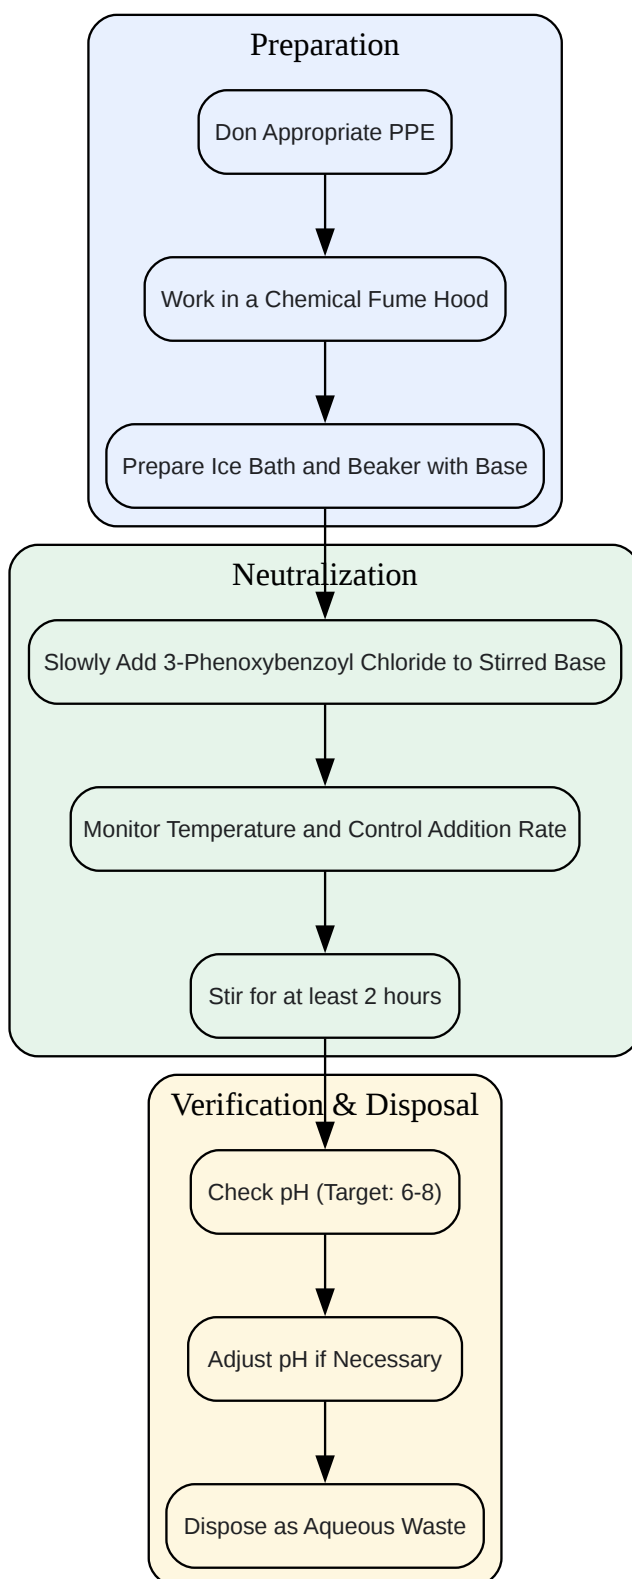 Preparation
Don Appropriate PPE
Work in a Chemical Fume Hood
Prepare Ice Bath and Beaker with Base
Neutralization
Slowly Add 3-Phenoxybenzoyl Chloride to Stirred Base
Monitor Temperature and Control Addition Rate
Stir for at least 2 hours
Verification & Disposal
Check pH (Target: 6-8)
Adjust pH if Necessary
Dispose as Aqueous Waste